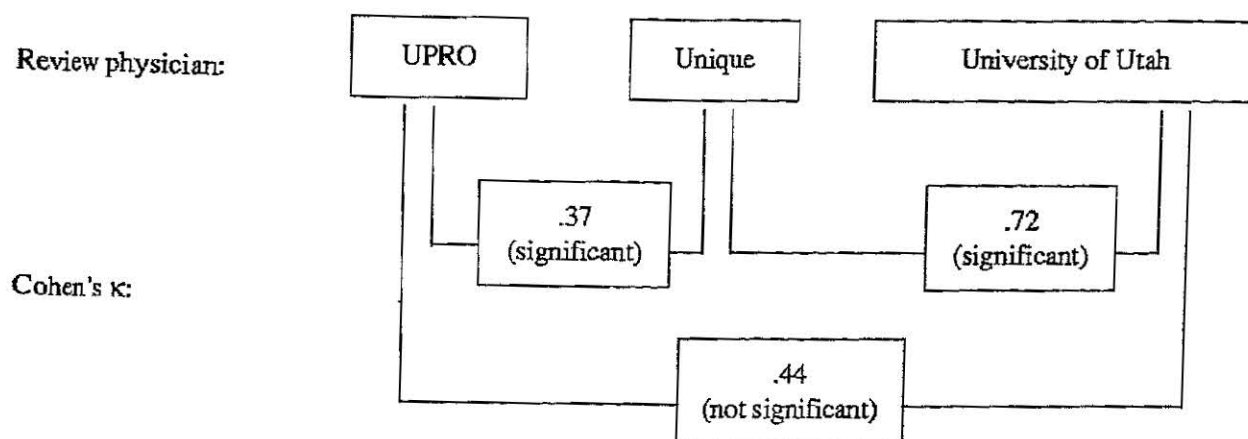 Review physician:
UPRO
Unique
University of Utah
.37
(significant)
.72
(significant)
Cohen's κ:
.44
(not significant)